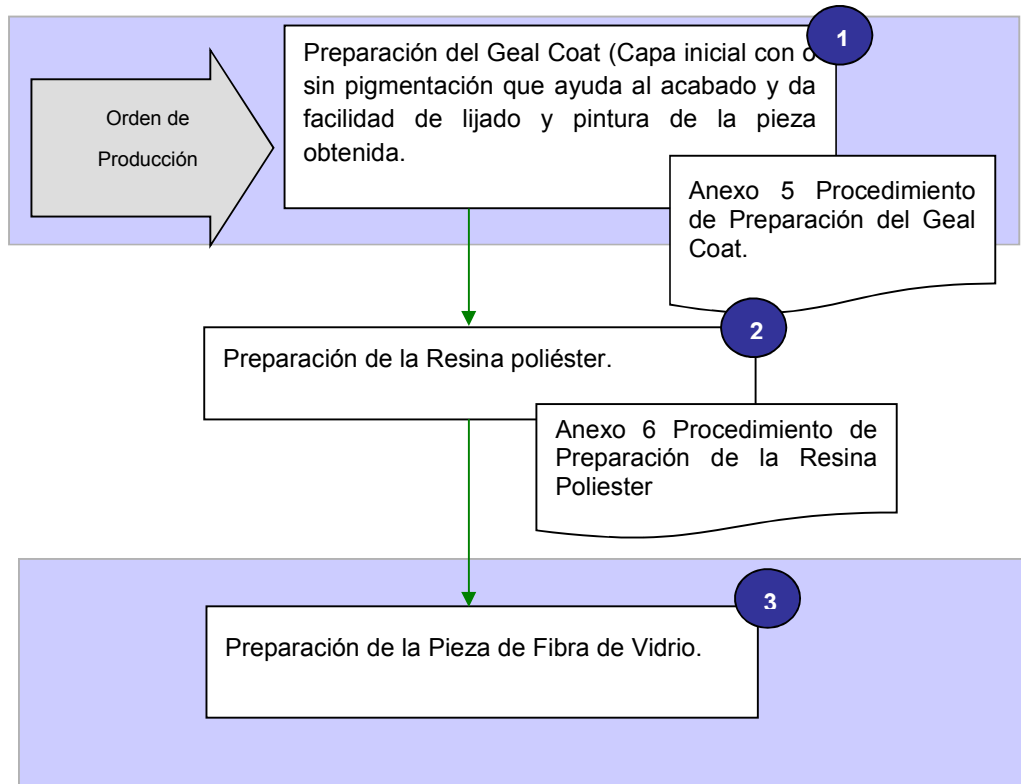 1
Preparación del Geal Coat (Capa inicial con o
sin pigmentación que ayuda al acabado y da
facilidad de lijado y pintura de la pieza
obtenida.
Orden de
Producción
Anexo 5 Procedimiento
de Preparación del Geal
Coat.
2
Preparación de la Resina poliéster.
Anexo 6 Procedimiento de
Preparación de la Resina
Poliester
3
Preparación de la Pieza de Fibra de Vidrio.